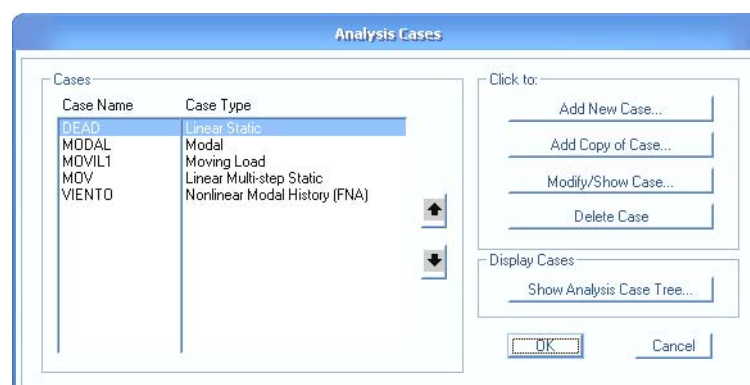 Analysis Cases
Cases
Case Name Case Type
DEAD Linear Static
MODAL Modal
MOVIL1 Moving Load
MOV Linear Multi-step Static
VIENTO Nonlinear Modal History (FNA)
Click to:
Add New Case...
Add Copy of Case...
Modify/Show Case...
Delete Case
Display Cases
Show Analysis Case Tree...
OK Cancel